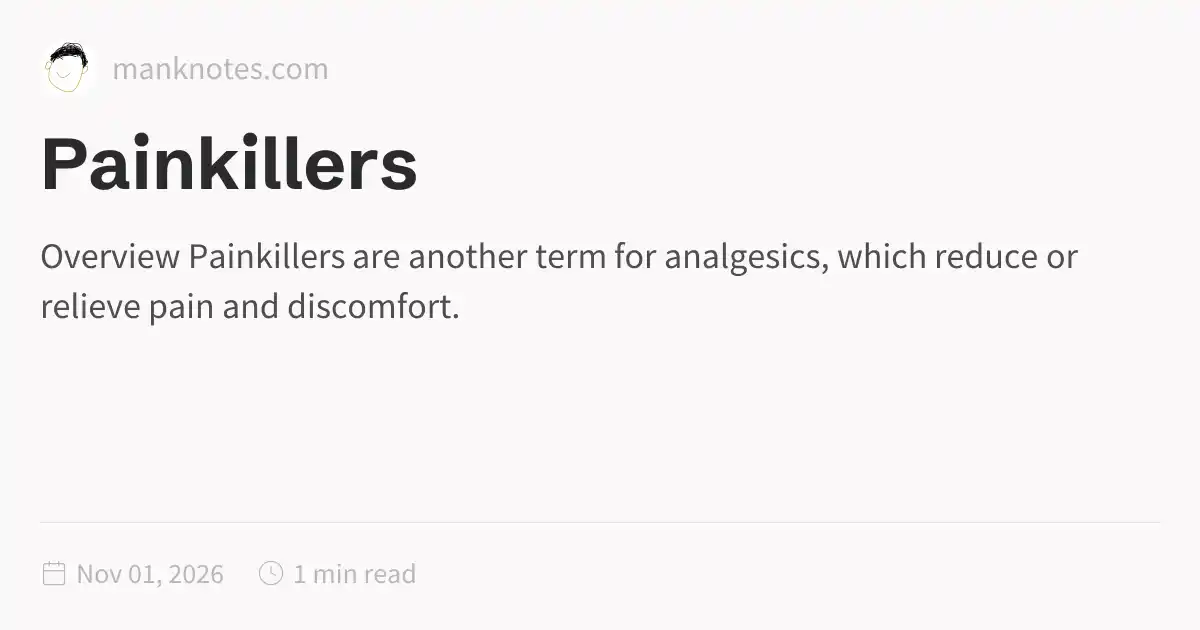 manknotes.com
Painkillers
Overview Painkillers are another term for analgesics, which reduce or
relieve pain and discomfort.
Nov 01, 2026 1 min read